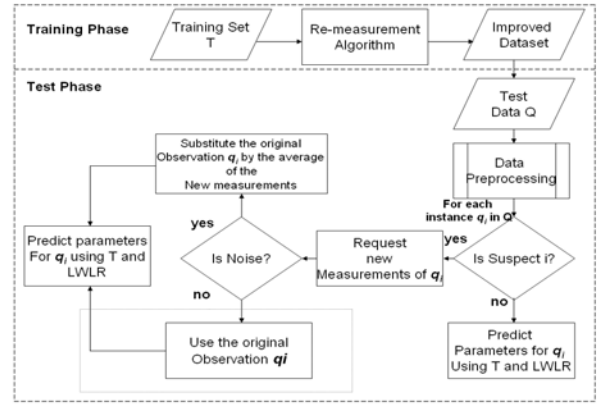 Training Phase
Training Set
T
Re-measurement
Algorithm
Improved
Dataset
Test Phase
Test
Data Q
Data
Preprocessing
For each
instance qi in Q
Is Suspect i?
yes
no
Request
new
Measurements of qi
Predict
Parameters for qi
Using T and LWLR
Is Noise?
yes
no
Substitute the original
Observation qi by the average
of the
New measurements
Use the original
Observation qi
Predict parameters
For qi using T and
LWLR